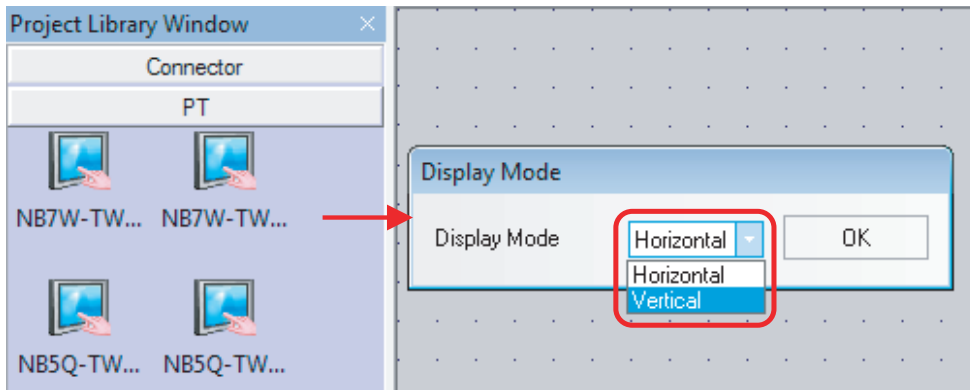 Project Library Window
Connector
PT
NB7W-TW... NB7W-TW...
NB5Q-TW... NB5Q-TW...
Display Mode
Display Mode Horizontal OK
Horizontal
Vertical